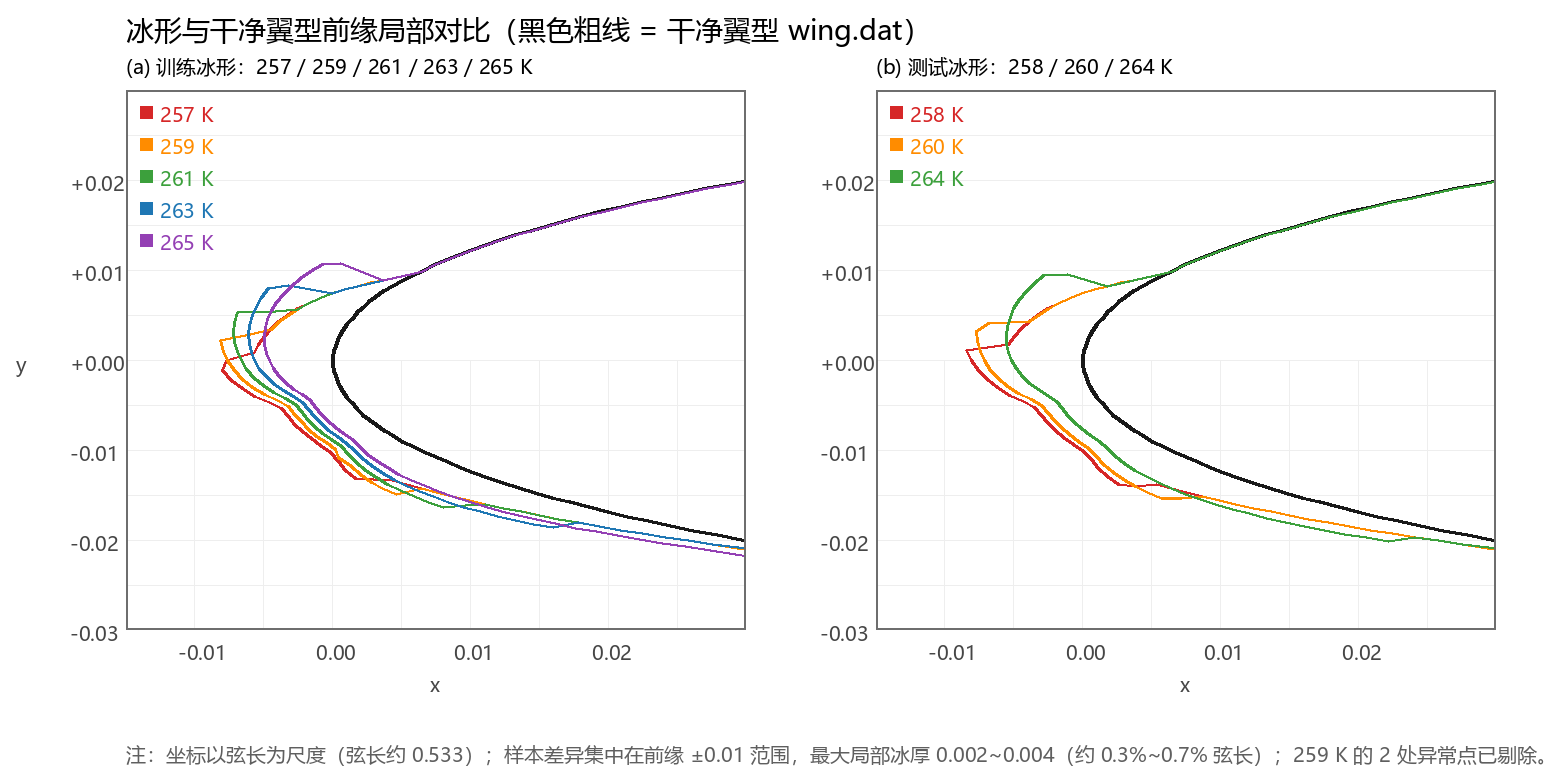 冰形与干净翼型前缘局部对比（黑色粗线 = 干净翼型 wing.dat）
(a) 训练冰形：257 / 259 / 261 / 263 / 265 K
257 K
259 K
261 K
263 K
265 K
+0.02
+0.01
+0.00
-0.01
-0.02
-0.03
y
-0.01 0.00 0.01 0.02
x
(b) 测试冰形：258 / 260 / 264 K
258 K
260 K
264 K
+0.02
+0.01
+0.00
-0.01
-0.02
-0.03
-0.01 0.00 0.01 0.02
x
注：坐标以弦长为尺度（弦长约 0.533）；样本差异集中在前缘 ±0.01 范围，最大局部冰厚 0.002~0.004（约 0.3%~0.7% 弦长）；259 K 的 2 处异常点已剔除。